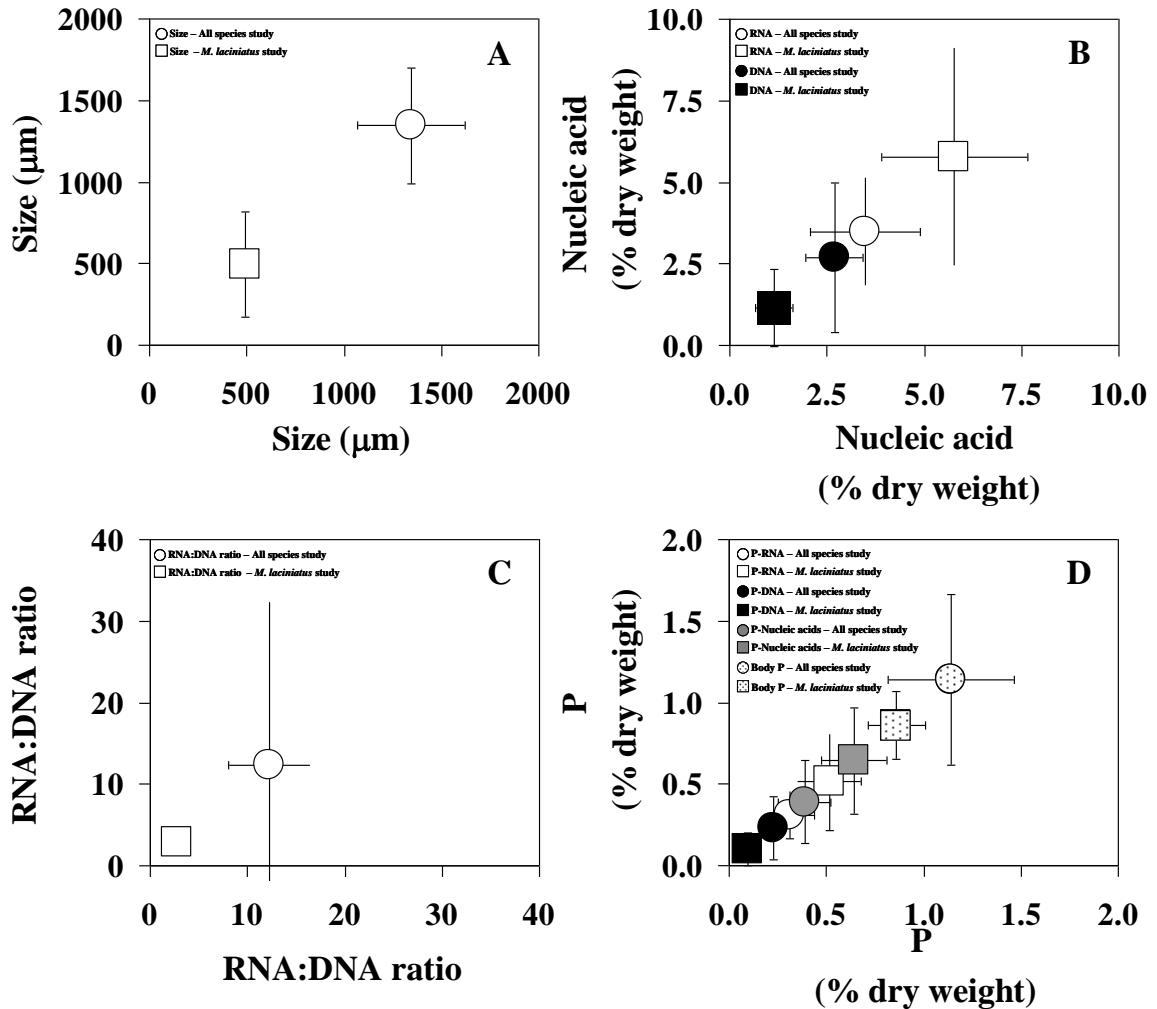 2000
1500
1000
500
0
Size (μm)
Size – All species study
Size – M. laciniatus study
A
0
500
1000
1500
2000
Size (μm)
10.0
7.5
5.0
2.5
0.0
Nucleic acid
(% dry weight)
RNA – All species study
RNA – M. laciniatus study
DNA – All species study
DNA – M. laciniatus study
B
0.0
2.5
5.0
7.5
10.0
Nucleic acid
(% dry weight)
40
30
20
10
0
RNA:DNA ratio
RNA:DNA ratio – All species study
RNA:DNA ratio – M. laciniatus study
C
0
10
20
30
40
RNA:DNA ratio
2.0
1.5
1.0
0.5
0.0
P
(% dry weight)
P-RNA – All species study
P-RNA – M. laciniatus study
P-DNA – All species study
P-DNA – M. laciniatus study
P-Nucleic acids – All species study
P-Nucleic acids – M. laciniatus study
Body P – All species study
Body P – M. laciniatus study
D
0.0
0.5
1.0
1.5
2.0
P
(% dry weight)